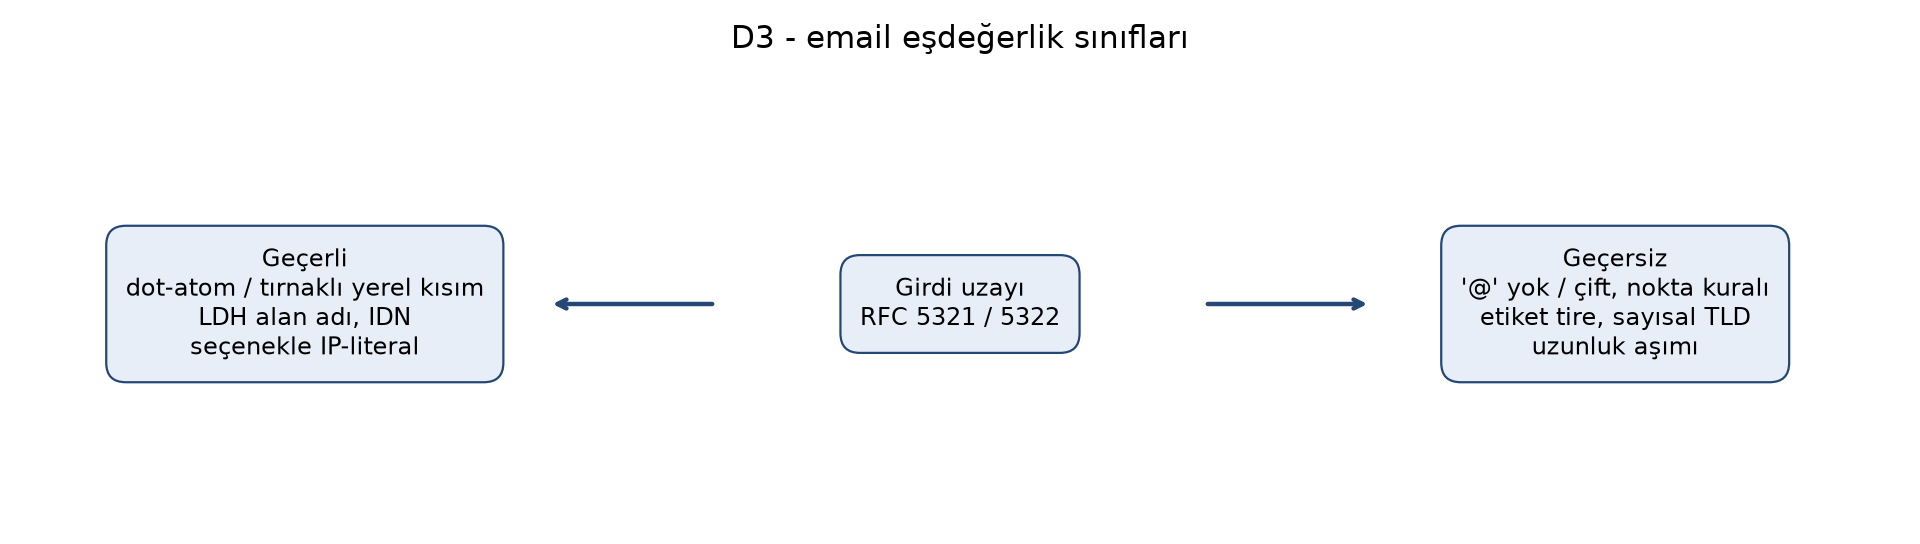 D3 - email eşdeğerlik sınıfları
Geçerli
dot-atom / tırnaklı yerel kısım
LDH alan adı, IDN
seçenekle IP-literal
Girdi uzayı
RFC 5321 / 5322
Geçersiz
'@' yok / çift, nokta kuralı
etiket tire, sayısal TLD
uzunluk aşımı